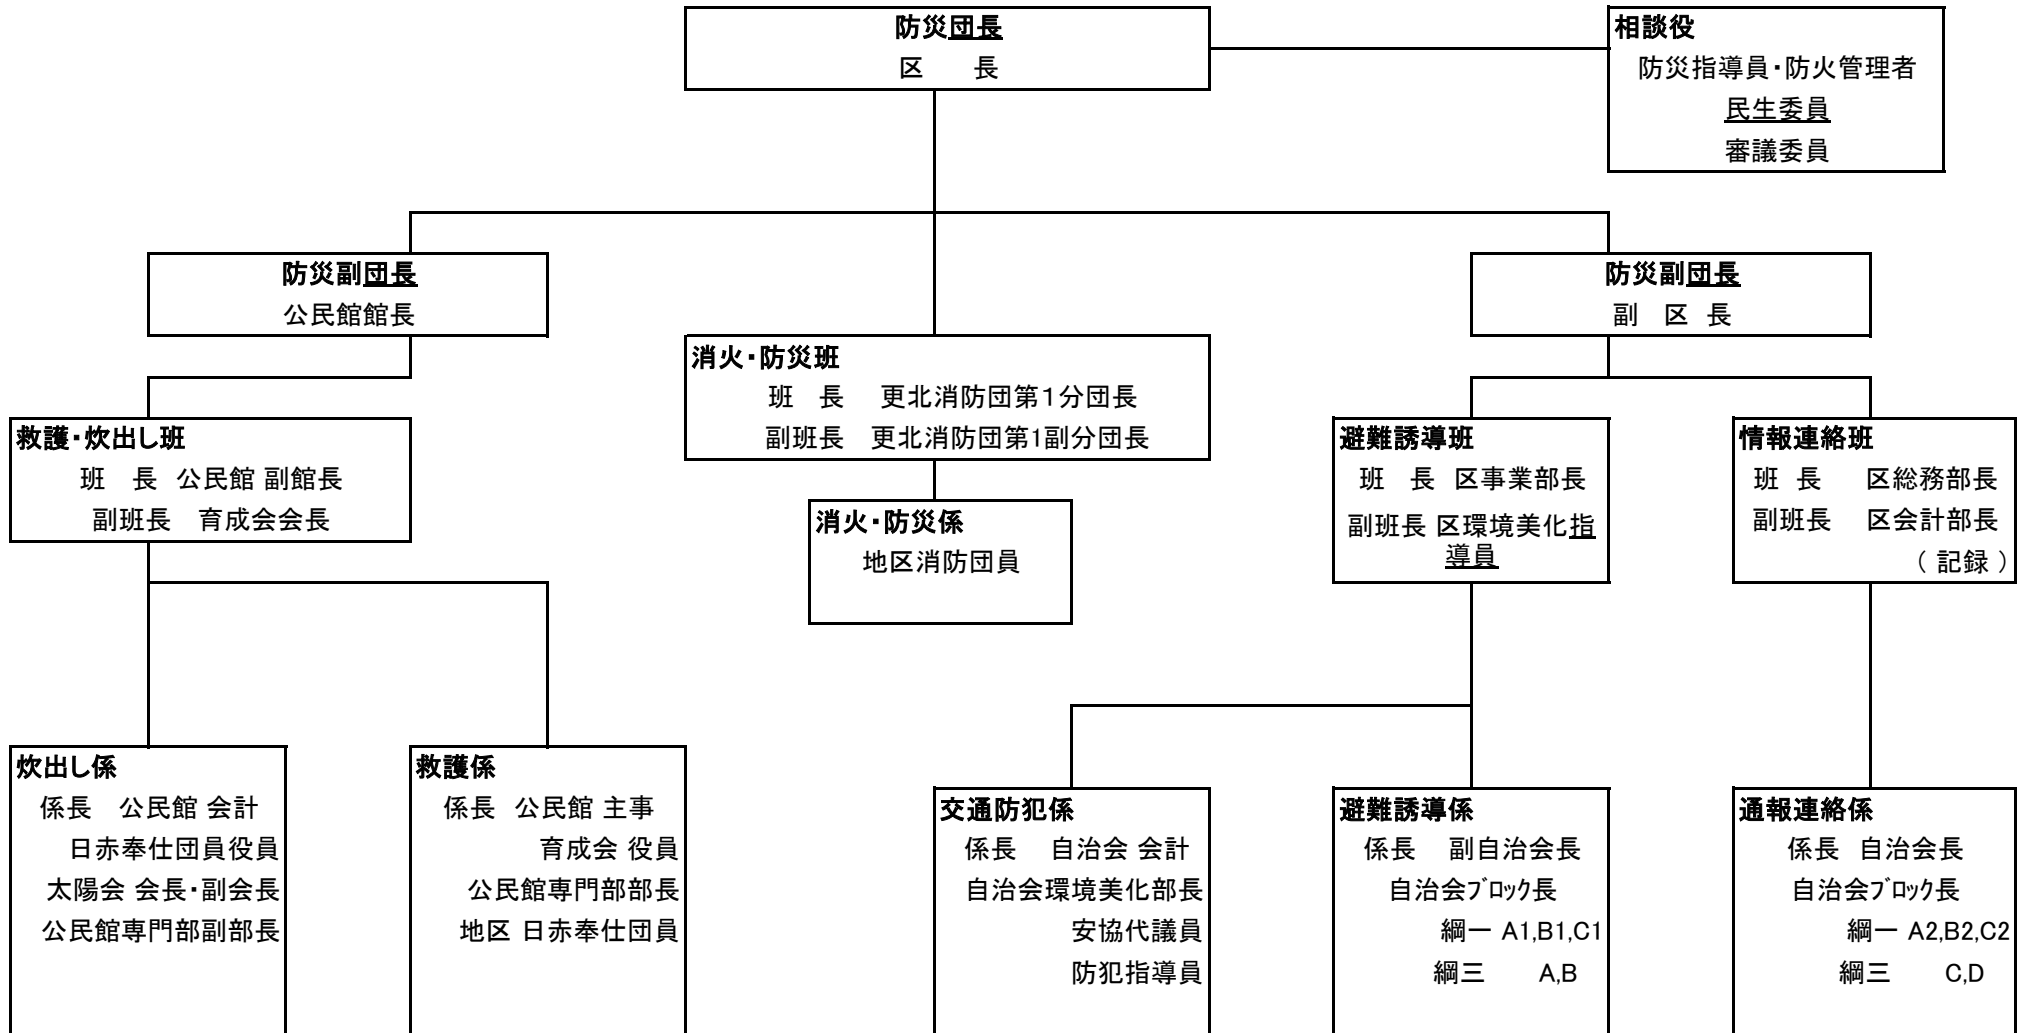 防災団長
区　　長
相談役
防災指導員・防火管理者
民生委員
審議委員
防災副団長
公民館館長
防災副団長
副　区　長
消火・防災班
班　長　更北消防団第１分団長
副班長　更北消防団第1副分団長
救護・炊出し班
班　長 公民館 副館長
副班長　育成会会長
避難誘導班
班　長 区事業部長
副班長 区環境美化指
導員
情報連絡班
班　長　区総務部長
副班長　区会計部長
（ 記録 ）
消火・防災係
地区消防団員
炊出し係
係長　公民館 会計
日赤奉仕団員役員
太陽会 会長・副会長
公民館専門部副部長
救護係
係長　公民館 主事
育成会 役員
公民館専門部部長
地区 日赤奉仕団員
交通防犯係
係長　自治会 会計
自治会環境美化部長
安協代議員
防犯指導員
避難誘導係
係長　副自治会長
自治会ﾌﾞﾛｯｸ長
綱一 A1,B1,C1
綱三　A,B
通報連絡係
係長　自治会長
自治会ﾌﾞﾛｯｸ長
綱一 A2,B2,C2
綱三　C,D